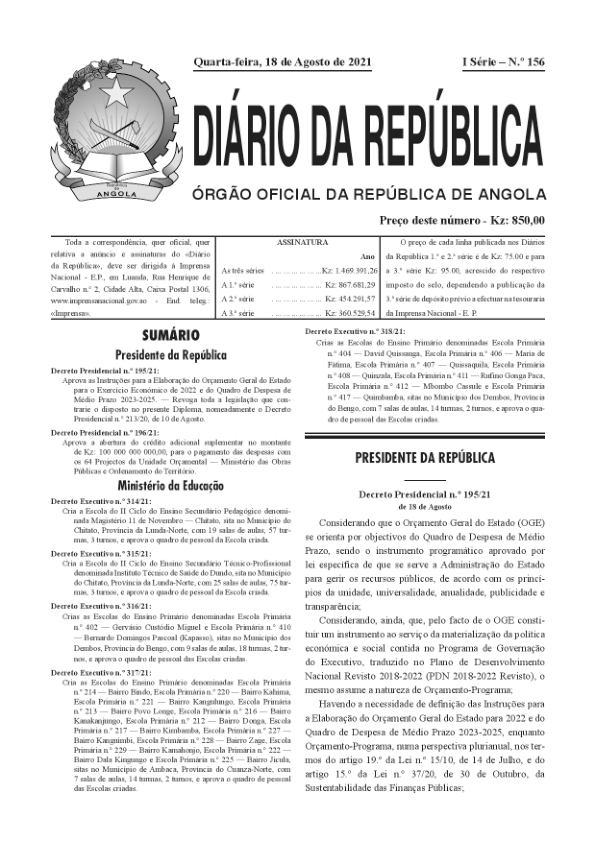 Quarta-feira, 18 de Agosto de 2021
I Série – N.º 156
República
de
ANGOLA
DIÁRIO DA REPÚBLICA
ÓRGÃO OFICIAL DA REPÚBLICA DE ANGOLA
Preço deste número - Kz: 850,00
Toda a correspondência, quer oficial, quer
relativa a anúncio e assinaturas do «Diário
da República», deve ser dirigida à Imprensa
Nacional - E.P., em Luanda, Rua Henrique de
Carvalho n.º 2, Cidade Alta, Caixa Postal 1306,
www.imprensanacional.gov.ao - End. teleg.:
«Imprensa».
ASSINATURA
Ano
As três séries . . . . . . . . . . . . . . . . . . Kz: 1.469.391,26
A 1.ª série . . . . . . . . . . . . . . . . . . Kz: 867.681,29
A 2.ª série . . . . . . . . . . . . . . . . . . Kz: 454.291,57
A 3.ª série . . . . . . . . . . . . . . . . . . Kz: 360.529,54
O preço de cada linha publicada nos Diários
da República 1.ª e 2.ª série é de Kz: 75.00 e para
a 3.ª série Kz: 95.00, acrescido do respectivo
imposto do selo, dependendo a publicação da
3.ª série de depósito prévio a efectuar na tesouraria
da Imprensa Nacional - E. P.
SUMÁRIO
Presidente da República
Decreto Presidencial n.º 195/21:
Aprova as Instruções para a Elaboração do Orçamento Geral do Estado
para o Exercício Económico de 2022 e do Quadro de Despesa de
Médio Prazo 2023-2025. — Revoga toda a legislação que con-
trarie o disposto no presente Diploma, nomeadamente o Decreto
Presidencial n.º 213/20, de 10 de Agosto.
Decreto Presidencial n.º 196/21:
Aprova a abertura do crédito adicional suplementar no montante
de Kz: 100 000 000 000,00, para o pagamento das despesas com
os 64 Projectos da Unidade Orçamental — Ministério das Obras
Públicas e Ordenamento do Território.
Ministério da Educação
Decreto Executivo n.º 314/21:
Cria a Escola do II Ciclo do Ensino Secundário Pedagógico denomi-
nada Magistério 11 de Novembro — Chitato, sita no Município do
Chitato, Província da Lunda-Norte, com 19 salas de aulas, 57 tur-
mas, 3 turnos, e aprova o quadro de pessoal da Escola criada.
Decreto Executivo n.º 315/21:
Cria a Escola do II Ciclo do Ensino Secundário Técnico-Profissional
denominada Instituto Técnico de Saúde do Dundo, sita no Município
do Chitato, Província da Lunda-Norte, com 25 salas de aulas, 75 tur-
mas, 3 turnos, e aprova o quadro de pessoal da Escola criada.
Decreto Executivo n.º 316/21:
Crias as Escolas do Ensino Primário denominadas Escola Primária
n.º 402 — Gervásio Custódio Miguel e Escola Primária n.º 410
— Bernardo Domingos Pascoal (Kapasso), sitas no Município dos
Dembos, Província do Bengo, com 9 salas de aulas, 18 turmas, 2 tur-
nos, e aprova o quadro de pessoal das Escolas criadas.
Decreto Executivo n.º 317/21:
Cria as Escolas do Ensino Primário denominadas Escola Primária
n.º 214 — Bairro Bindo, Escola Primária n.º 220 — Bairro Kahima,
Escola Primária n.º 221 — Bairro Kangulungo, Escola Primária
n.º 213 — Bairro Povo Longe, Escola Primária n.º 216 — Bairro
Kanakanjungo, Escola Primária n.º 212 — Bairro Donga, Escola
Primária n.º 217 — Bairro Kimbamba, Escola Primária n.º 227 —
Bairro Kangnimbi, Escola Primária n.º 228 — Bairro Zage, Escola
Primária n.º 229 — Bairro Kamahonjo, Escola Primária n.º 222 —
Bairro Dala Kingungo e Escola Primária n.º 225 — Bairro Jicula,
sitas no Município de Ambaca, Província do Cuanza-Norte, com
7 salas de aulas, 14 turmas, 2 turnos, e aprova o quadro de pessoal
das Escolas criadas.
Decreto Executivo n.º 318/21:
Crias as Escolas do Ensino Primário denominadas Escola Primária
n.º 404 — David Quissanga, Escola Primária n.º 406 — Maria de
Fátima, Escola Primária n.º 407 — Quissaquila, Escola Primária
n.º 408 — Quinzala, Escola Primária n.º 411 — Rufino Gonga Paca,
Escola Primária n.º 412 — Mbombo Cassule e Escola Primária
n.º 417 — Quimbamba, sitas no Município dos Dembos, Província
do Bengo, com 7 salas de aulas, 14 turmas, 2 turnos, e aprova o qua-
dro de pessoal das Escolas criadas.
PRESIDENTE DA REPÚBLICA
Decreto Presidencial n.º 195/21
de 18 de Agosto
Considerando que o Orçamento Geral do Estado (OGE)
se orienta por objectivos do Quadro de Despesa de Médio
Prazo, sendo o instrumento programático aprovado por
lei específica de que se serve a Administração do Estado
para gerir os recursos públicos, de acordo com os princí-
pios da unidade, universalidade, anualidade, publicidade e
transparência;
Considerando, ainda, que, pelo facto de o OGE consti-
tuir um instrumento ao serviço da materialização da política
económica e social contida no Programa de Governação
do Executivo, traduzido no Plano de Desenvolvimento
Nacional Revisto 2018-2022 (PDN 2018-2022 Revisto), o
mesmo assume a natureza de Orçamento-Programa;
Havendo a necessidade de definição das Instruções para
a Elaboração do Orçamento Geral do Estado para 2022 e do
Quadro de Despesa de Médio Prazo 2023-2025, enquanto
Orçamento-Programa, numa perspectiva plurianual, nos ter-
mos do artigo 19.º da Lei n.º 15/10, de 14 de Julho, e do
artigo 15.º da Lei n.º 37/20, de 30 de Outubro, da
Sustentabilidade das Finanças Públicas;